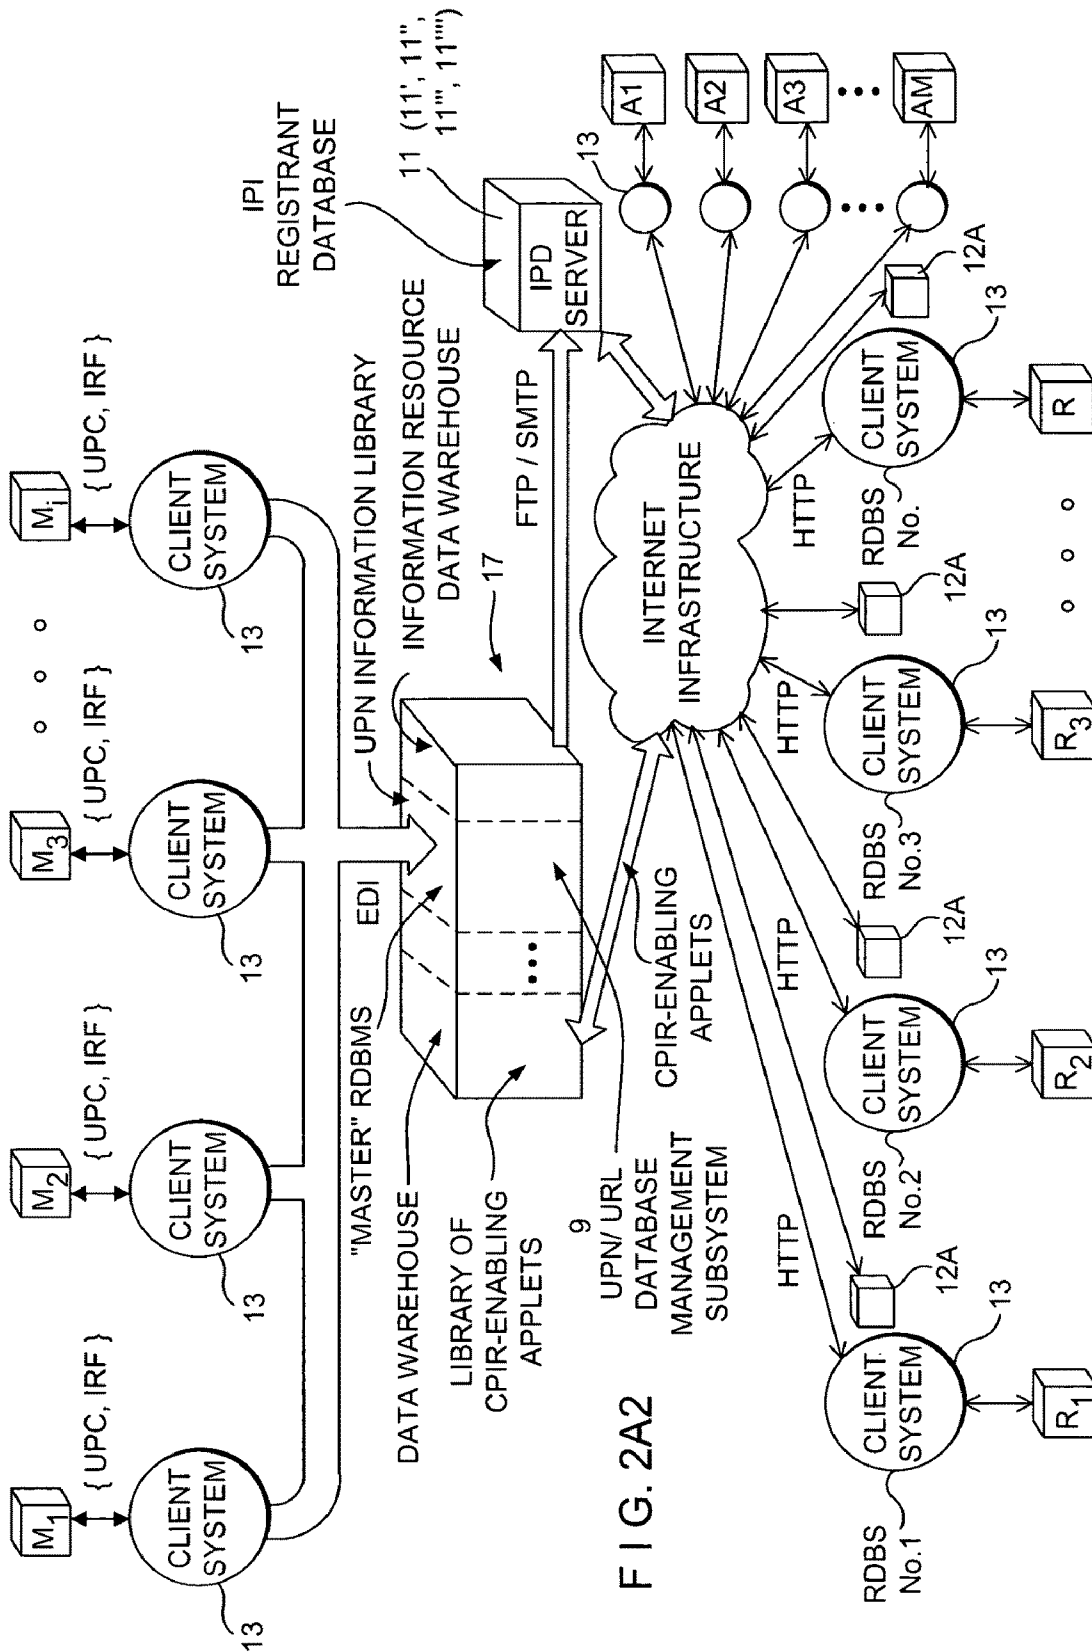 M1
{ UPC, IRF }
CLIENT
SYSTEM
13
M2
{ UPC, IRF }
CLIENT
SYSTEM
13
M3
{ UPC, IRF }
CLIENT
SYSTEM
13
Mi
{ UPC, IRF }
CLIENT
SYSTEM
13
EDI
"MASTER" RDBMS
DATA WAREHOUSE
LIBRARY OF
CPIR-ENABLING
APPLETS
9
UPN/ URL
DATABASE
MANAGEMENT
SUBSYSTEM
UPN INFORMATION LIBRARY
INFORMATION RESOURCE
DATA WAREHOUSE
17
FTP / SMTP
IPI
REGISTRANT
DATABASE
11 (11', 11'',
11''', 11'''')
IPD
SERVER
CPIR-ENABLING
APPLETS
INTERNET
INFRASTRUCTURE
13
A1
A2
A3
AM
12A
HTTP
HTTP
HTTP
HTTP
12A
12A
12A
RDBS
No.1
CLIENT
SYSTEM
13
R1
RDBS
No.2
CLIENT
SYSTEM
13
R2
RDBS
No.3
CLIENT
SYSTEM
13
R3
RDBS
No.
CLIENT
SYSTEM
13
R
FIG. 2A2